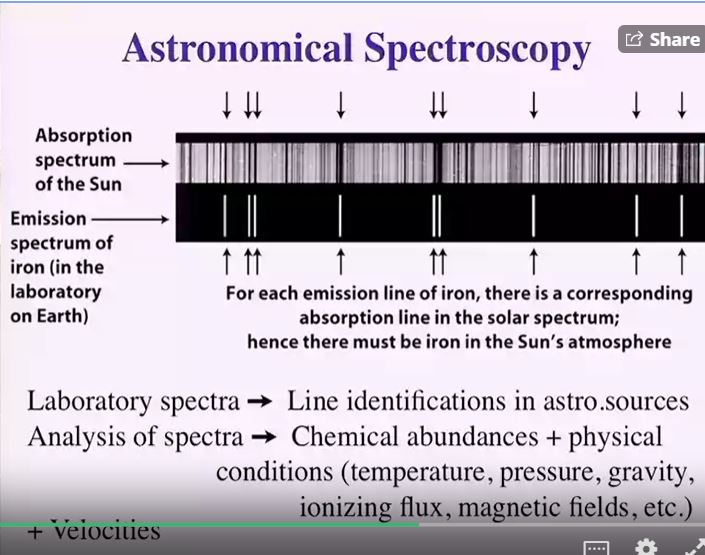 Astronomical Spectroscopy
Share
Absorption
spectrum
of the Sun
Emission
spectrum of
iron (in the
laboratory
on Earth)
For each emission line of iron, there is a corresponding
absorption line in the solar spectrum;
hence there must be iron in the Sun's atmosphere
Laboratory spectra → Line identifications in astro.sources
Analysis of spectra → Chemical abundances + physical
conditions (temperature, pressure, gravity,
ionizing flux, magnetic fields, etc.)
+ Velocities